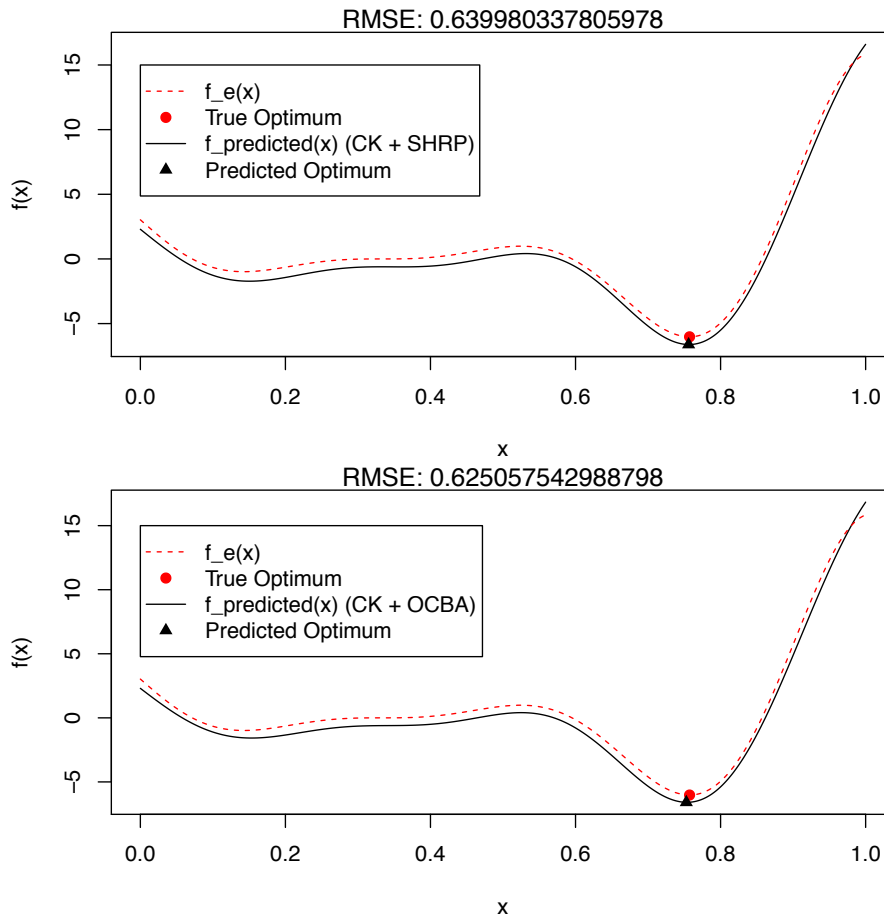 RMSE: 0.639980337805978
f_e(x)
True Optimum
f_predicted(x) (CK + SHRP)
Predicted Optimum
f(x)
15
10
5
0
−5
0.0 0.2 0.4 0.6 0.8 1.0
x
RMSE: 0.625057542988798
f_e(x)
True Optimum
f_predicted(x) (CK + OCBA)
Predicted Optimum
f(x)
15
10
5
0
−5
0.0 0.2 0.4 0.6 0.8 1.0
x